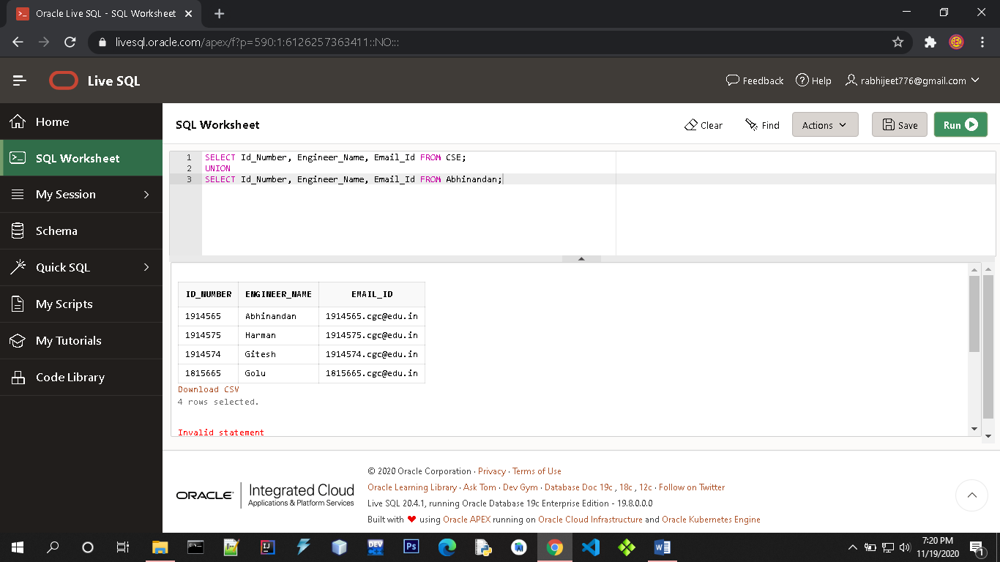 Oracle Live SQL - SQL Worksheet
livesql.oracle.com/apex/f?p=590:1:6126257363411::NO:::
Live SQL
Feedback
Help
rabhijeet776@gmail.com
Home
SQL Worksheet
My Session
Schema
Quick SQL
My Scripts
My Tutorials
Code Library
SQL Worksheet
Clear
Find
Actions
Save
Run
1 SELECT Id_Number, Engineer_Name, Email_Id FROM CSE;
2 UNION
3 SELECT Id_Number, Engineer_Name, Email_Id FROM Abhinandan;
ID_NUMBER ENGINEER_NAME EMAIL_ID
1914565 Abhinandan 1914565.cgc@edu.in
1914575 Harman 1914575.cgc@edu.in
1914574 Gitesh 1914574.cgc@edu.in
1815665 Golu 1815665.cgc@edu.in
Download CSV
4 rows selected.
Invalid statement
ORACLE
Integrated Cloud
Applications & Platform Services
© 2020 Oracle Corporation · Privacy · Terms of Use
Oracle Learning Library · Ask Tom · Dev Gym · Database Doc 19c , 18c , 12c · Follow on Twitter
Live SQL 20.4.1, running Oracle Database 19c Enterprise Edition - 19.8.0.0.0
Built with ❤ using Oracle APEX running on Oracle Cloud Infrastructure and Oracle Kubernetes Engine
DEV
Ps
7:20 PM
11/19/2020
1